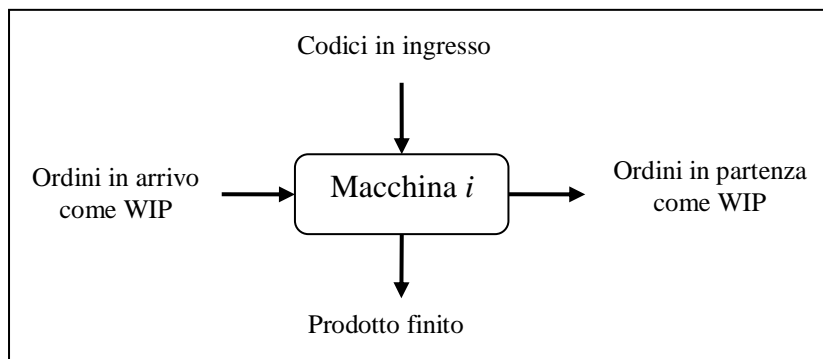 Codici in ingresso
Ordini in arrivo
come WIP
Macchina i
Ordini in partenza
come WIP
Prodotto finito